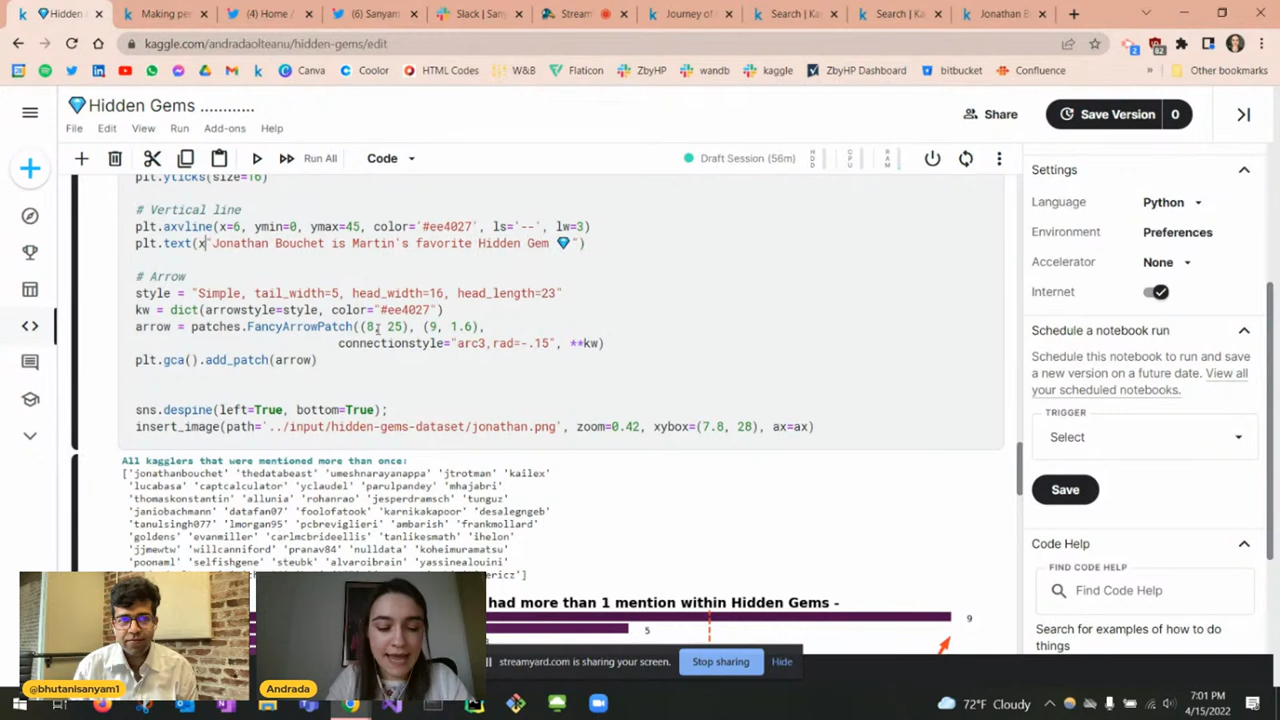 Hidden
Making per
(4) Home /
(6) Sanyam
Slack | Sany
Stream
Journey of
Search | Ka
Search | Ka
Jonathan B
kaggle.com/andradaolteanu/hidden-gems/edit
Canva
Coolor
HTML Codes
W&B
Flaticon
ZbyHP
wandb
kaggle
ZbyHP Dashboard
bitbucket
Confluence
Other bookmarks
💎Hidden Gems ............
Share
Save Version
0
File
Edit
View
Run
Add-ons
Help
Run All
Code
Draft Session (56m)
HDD
CPU
RAM
plt.yticks(size=16)
# Vertical line
plt.axvline(x=6, ymin=0, ymax=45, color='#ee4027', ls='--', lw=3)
plt.text(x"Jonathan Bouchet is Martin's favorite Hidden Gem 💎")
# Arrow
style = "Simple, tail_width=5, head_width=16, head_length=23"
kw = dict(arrowstyle=style, color="#ee4027")
arrow = patches.FancyArrowPatch((8, 25), (9, 1.6),
connectionstyle="arc3,rad=-.15", **kw)
plt.gca().add_patch(arrow)
sns.despine(left=True, bottom=True);
insert_image(path='../input/hidden-gems-dataset/jonathan.png', zoom=0.42, xybox=(7.8, 28), ax=ax)
All kagglers that were mentioned more than once:
['jonathanbouchet' 'thedatabeast' 'umeshnarayanappa' 'jtrotman' 'kailex'
'lucabasa' 'captcalculator' 'yclaudel' 'parulpandey' 'mhajabri'
'thomaskonstantin' 'allunia' 'rohanrao' 'jesperdramsch' 'tunguz'
'janiobachmann' 'datafan07' 'foolofatook' 'karnikakapoor' 'desalegngeb'
'tanulsingh077' 'lmorgan95' 'pcbreviglieri' 'ambarish' 'frankmollard'
'goldens' 'evanmiller' 'carlmcbrideellis' 'tanlikesmath' 'ihelon'
'jjmewtw' 'willcanniford' 'pranav84' 'nulldata' 'koheimuratsu'
'poonaml' 'selfishgene' 'steubk' 'alvaroibrain' 'yassinealouini'
had more than 1 mention within Hidden Gems -
9
5
Settings
Language
Python
Environment
Preferences
Accelerator
None
Internet
Schedule a notebook run
Schedule this notebook to run and save
a new version on a future date. View all
your scheduled notebooks.
TRIGGER
Select
Save
Code Help
FIND CODE HELP
Find Code Help
Search for examples of how to do
things
@bhutanisanyam1
Andrada
streamyard.com is sharing your screen.
Stop sharing
Hide
72°F Cloudy
7:01 PM
4/15/2022